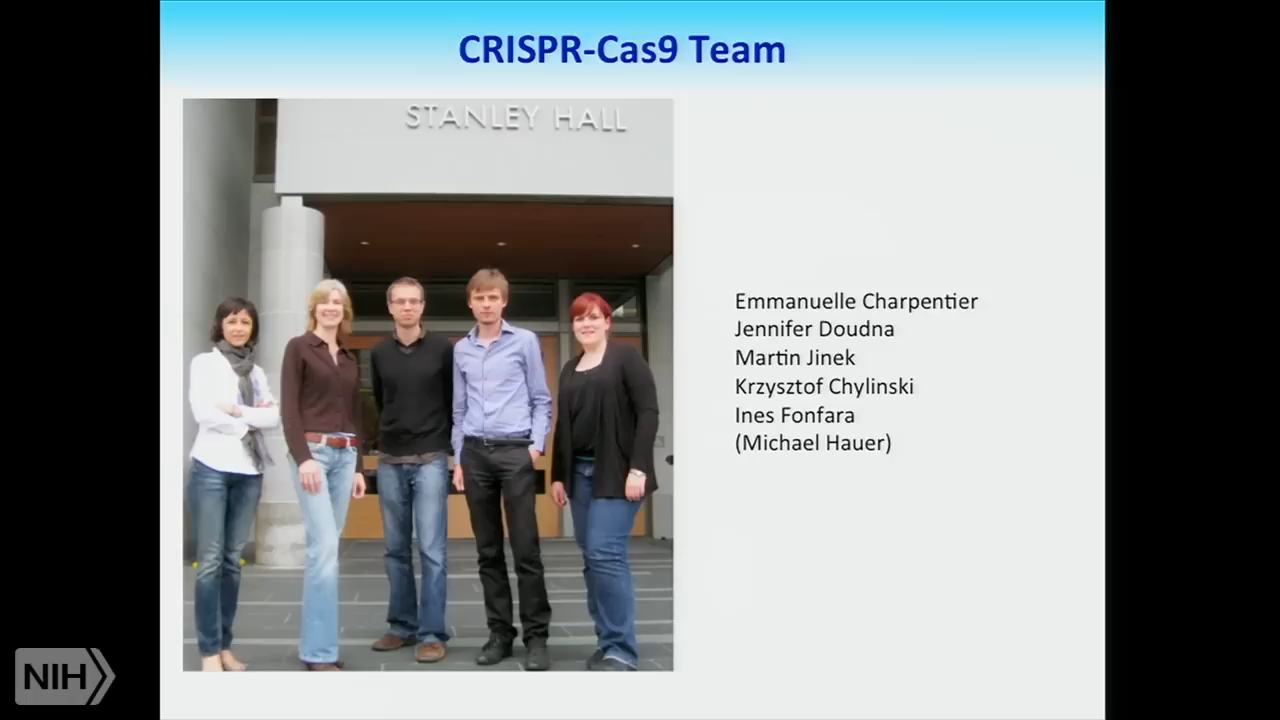 CRISPR-Cas9 Team
STANLEY HALL
Emmanuelle Charpentier
Jennifer Doudna
Martin Jinek
Krzysztof Chylinski
Ines Fonfara
(Michael Hauer)
NIH